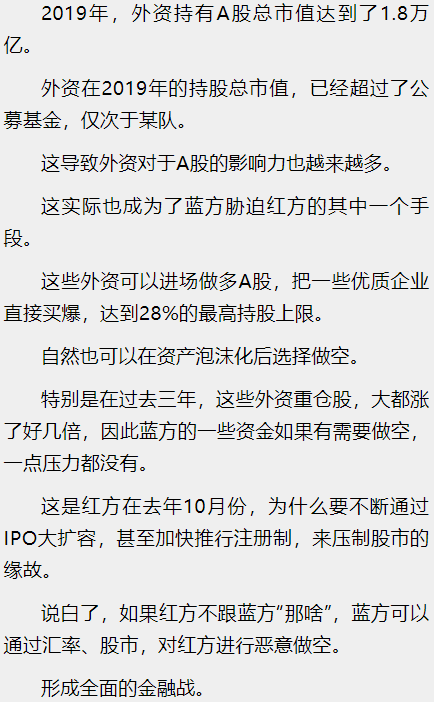 2019年，外资持有A股总市值达到了1.8万
亿。
外资在2019年的持股总市值，已经超过了公
募基金，仅次于某队。
这导致外资对于A股的影响力也越来越多。
这实际也成为了蓝方胁迫红方的其中一个手
段。
这些外资可以进场做多A股，把一些优质企业
直接买爆，达到28%的最高持股上限。
自然也可以在资产泡沫化后选择做空。
特别是在过去三年，这些外资重仓股，大都涨
了好几倍，因此蓝方的一些资金如果有需要做空，
一点压力都没有。
这是红方在去年10月份，为什么要不断通过
IPO大扩容，甚至加快推行注册制，来压制股市的
缘故。
说白了，如果红方不跟蓝方“那啥”，蓝方可以
通过汇率、股市，对红方进行恶意做空。
形成全面的金融战。